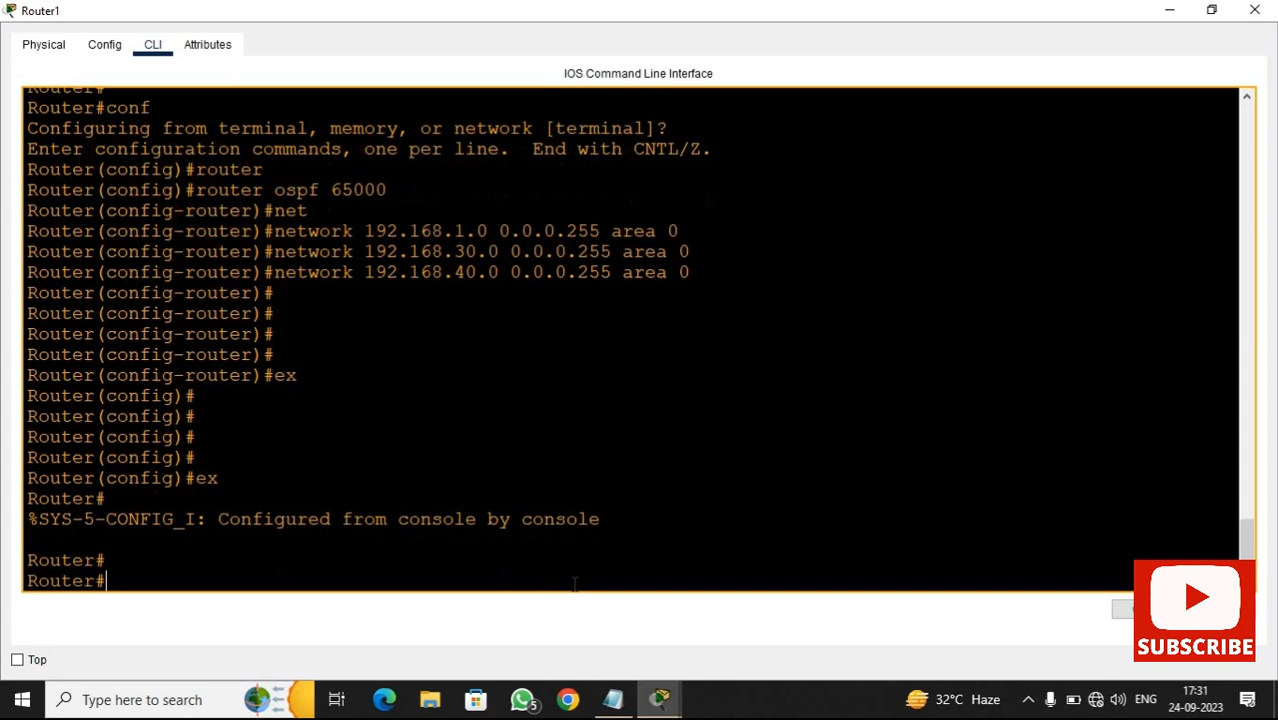 Router1
Physical
Config
CLI
Attributes
IOS Command Line Interface
Router#
Router#conf
Configuring from terminal, memory, or network [terminal]?
Enter configuration commands, one per line.  End with CNTL/Z.
Router(config)#router
Router(config)#router ospf 65000
Router(config-router)#net
Router(config-router)#network 192.168.1.0 0.0.0.255 area 0
Router(config-router)#network 192.168.30.0 0.0.0.255 area 0
Router(config-router)#network 192.168.40.0 0.0.0.255 area 0
Router(config-router)#
Router(config-router)#
Router(config-router)#
Router(config-router)#
Router(config-router)#ex
Router(config)#
Router(config)#
Router(config)#
Router(config)#
Router(config)#ex
Router#
%SYS-5-CONFIG_I: Configured from console by console
Router#
Router#
SUBSCRIBE
Top
Type here to search
5
32°C Haze
ENG
17:31
24-09-2023